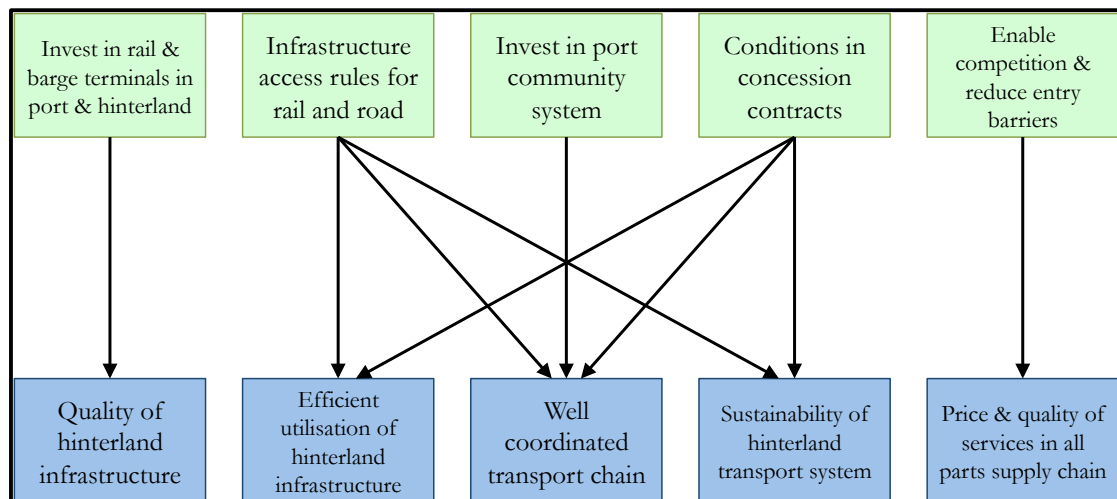 Invest in rail &
barge terminals in
port & hinterland
Infrastructure
access rules for
rail and road
Invest in port
community
system
Conditions in
concession
contracts
Enable
competition &
reduce entry
barriers
Quality of
hinterland
infrastructure
Efficient
utilisation of
hinterland
infrastructure
Well
coordinated
transport chain
Sustainability of
hinterland
transport system
Price & quality of
services in all
parts supply chain